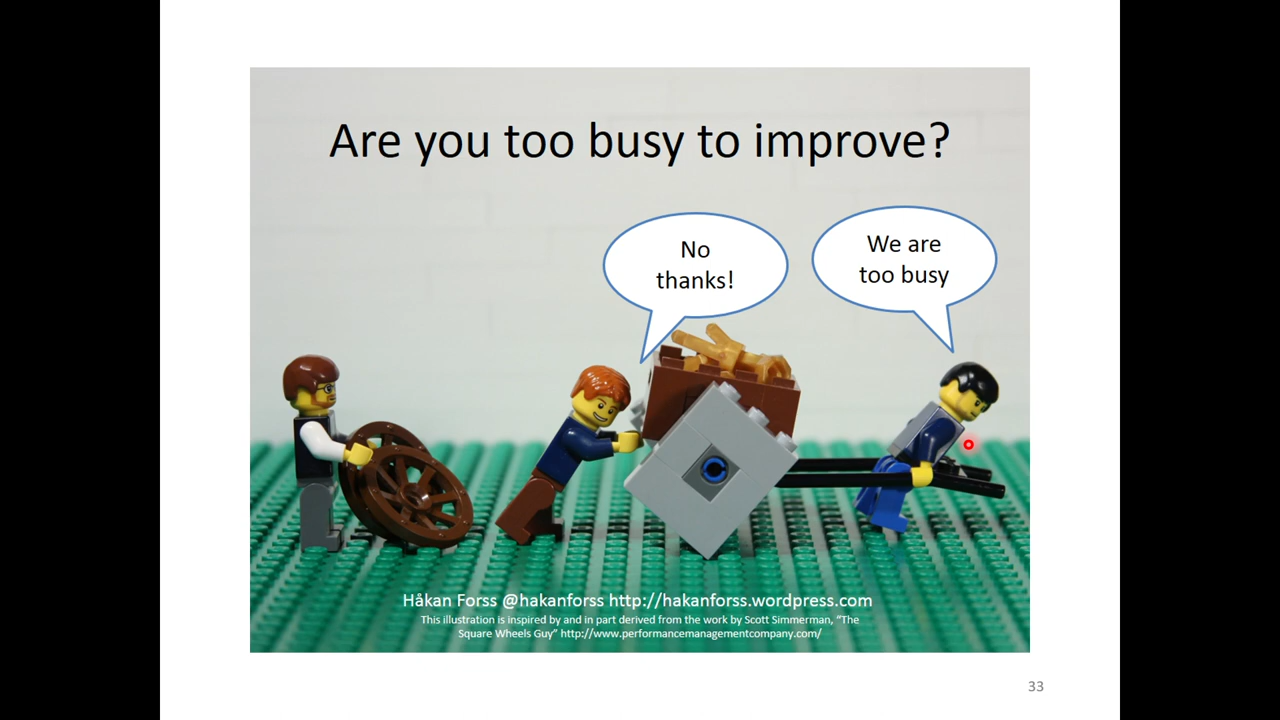 Are you too busy to improve?
No
thanks!
We are
too busy
Håkan Forss @hakanforss http://hakanforss.wordpress.com
This illustration is inspired by and in part derived from the work by Scott Simmerman, “The
Square Wheels Guy” http://www.performancemanagementcompany.com/
33